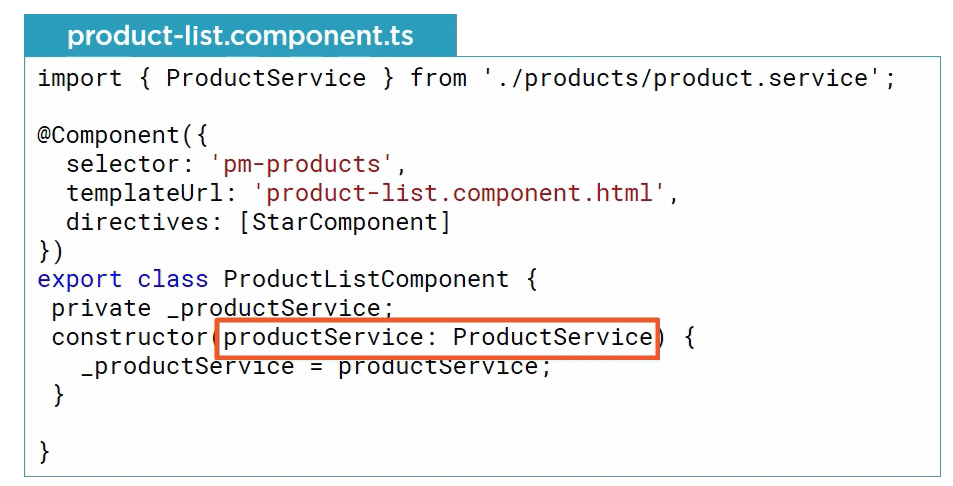 product-list.component.ts
import { ProductService } from './products/product.service';
@Component({
selector: 'pm-products',
templateUrl: 'product-list.component.html',
directives: [StarComponent]
})
export class ProductListComponent {
private _productService;
constructor(productService: ProductService) {
_productService = productService;
}
}